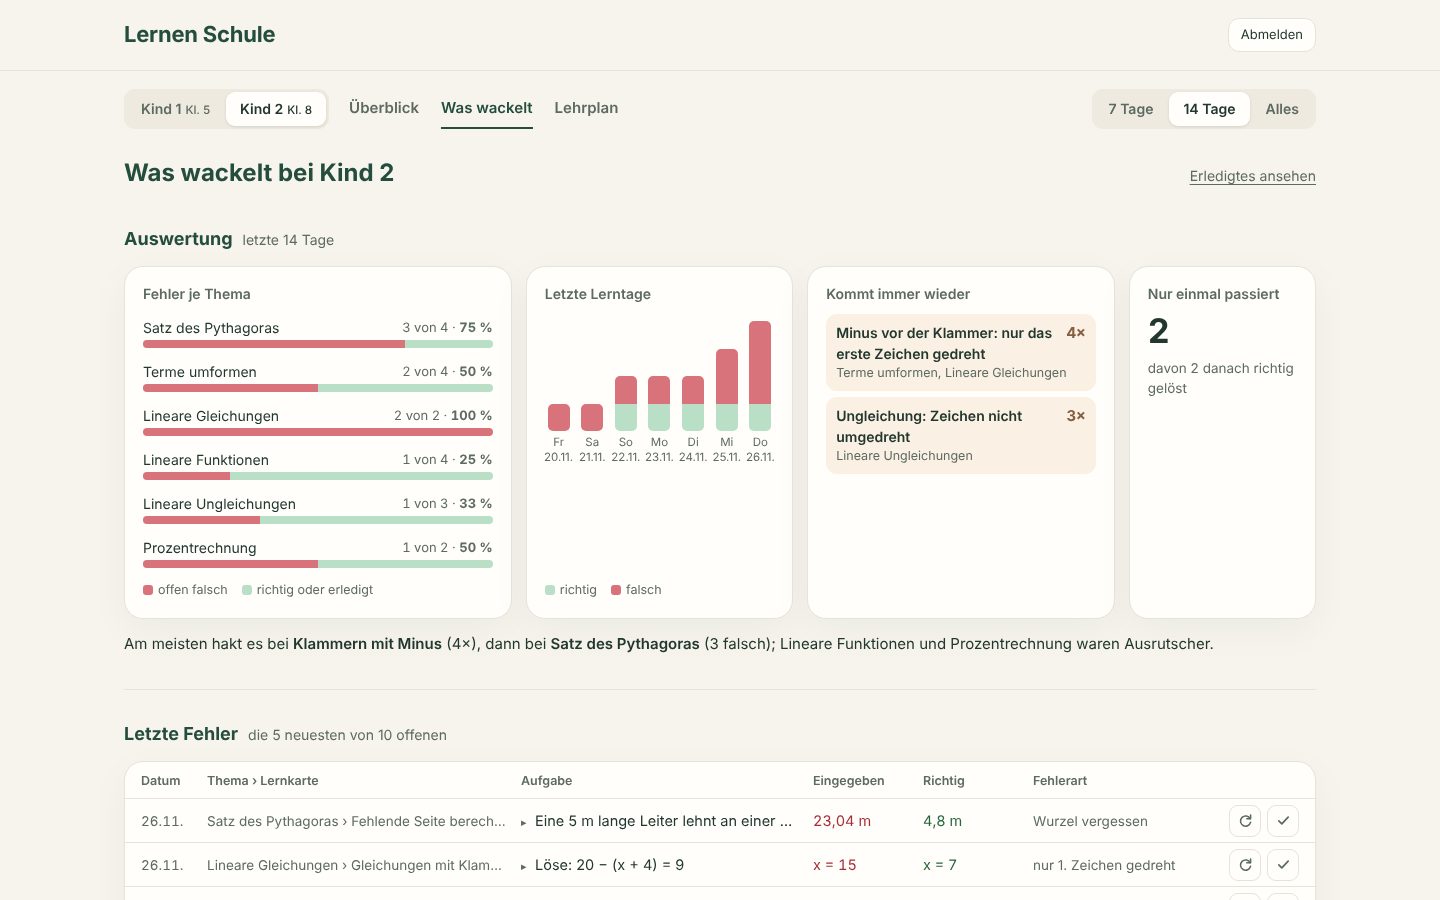 Lernen Schule
Abmelden
Kind 1 Kl. 5
Kind 2 Kl. 8
Überblick
Was wackelt
Lehrplan
7 Tage
14 Tage
Alles
Was wackelt bei Kind 2
Erledigtes ansehen
Auswertung letzte 14 Tage
Fehler je Thema
Satz des Pythagoras 3 von 4 · 75 %
Terme umformen 2 von 4 · 50 %
Lineare Gleichungen 2 von 2 · 100 %
Lineare Funktionen 1 von 4 · 25 %
Lineare Ungleichungen 1 von 3 · 33 %
Prozentrechnung 1 von 2 · 50 %
offen falsch richtig oder erledigt
Letzte Lerntage
Fr Sa So Mo Di Mi Do
20.11. 21.11. 22.11. 23.11. 24.11. 25.11. 26.11.
richtig falsch
Kommt immer wieder
Minus vor der Klammer: nur das 4×
erste Zeichen gedreht
Terme umformen, Lineare Gleichungen
Ungleichung: Zeichen nicht 3×
umgedreht
Lineare Ungleichungen
Nur einmal passiert
2
davon 2 danach richtig
gelöst
Am meisten hakt es bei Klammern mit Minus (4×), dann bei Satz des Pythagoras (3 falsch); Lineare Funktionen und Prozentrechnung waren Ausrutscher.
Letzte Fehler die 5 neuesten von 10 offenen
Datum Thema › Lernkarte Aufgabe Eingegeben Richtig Fehlerart
26.11. Satz des Pythagoras › Fehlende Seite berech... ▸ Eine 5 m lange Leiter lehnt an einer ... 23,04 m 4,8 m Wurzel vergessen
26.11. Lineare Gleichungen › Gleichungen mit Klam... ▸ Löse: 20 − (x + 4) = 9 x = 15 x = 7 nur 1. Zeichen gedreht